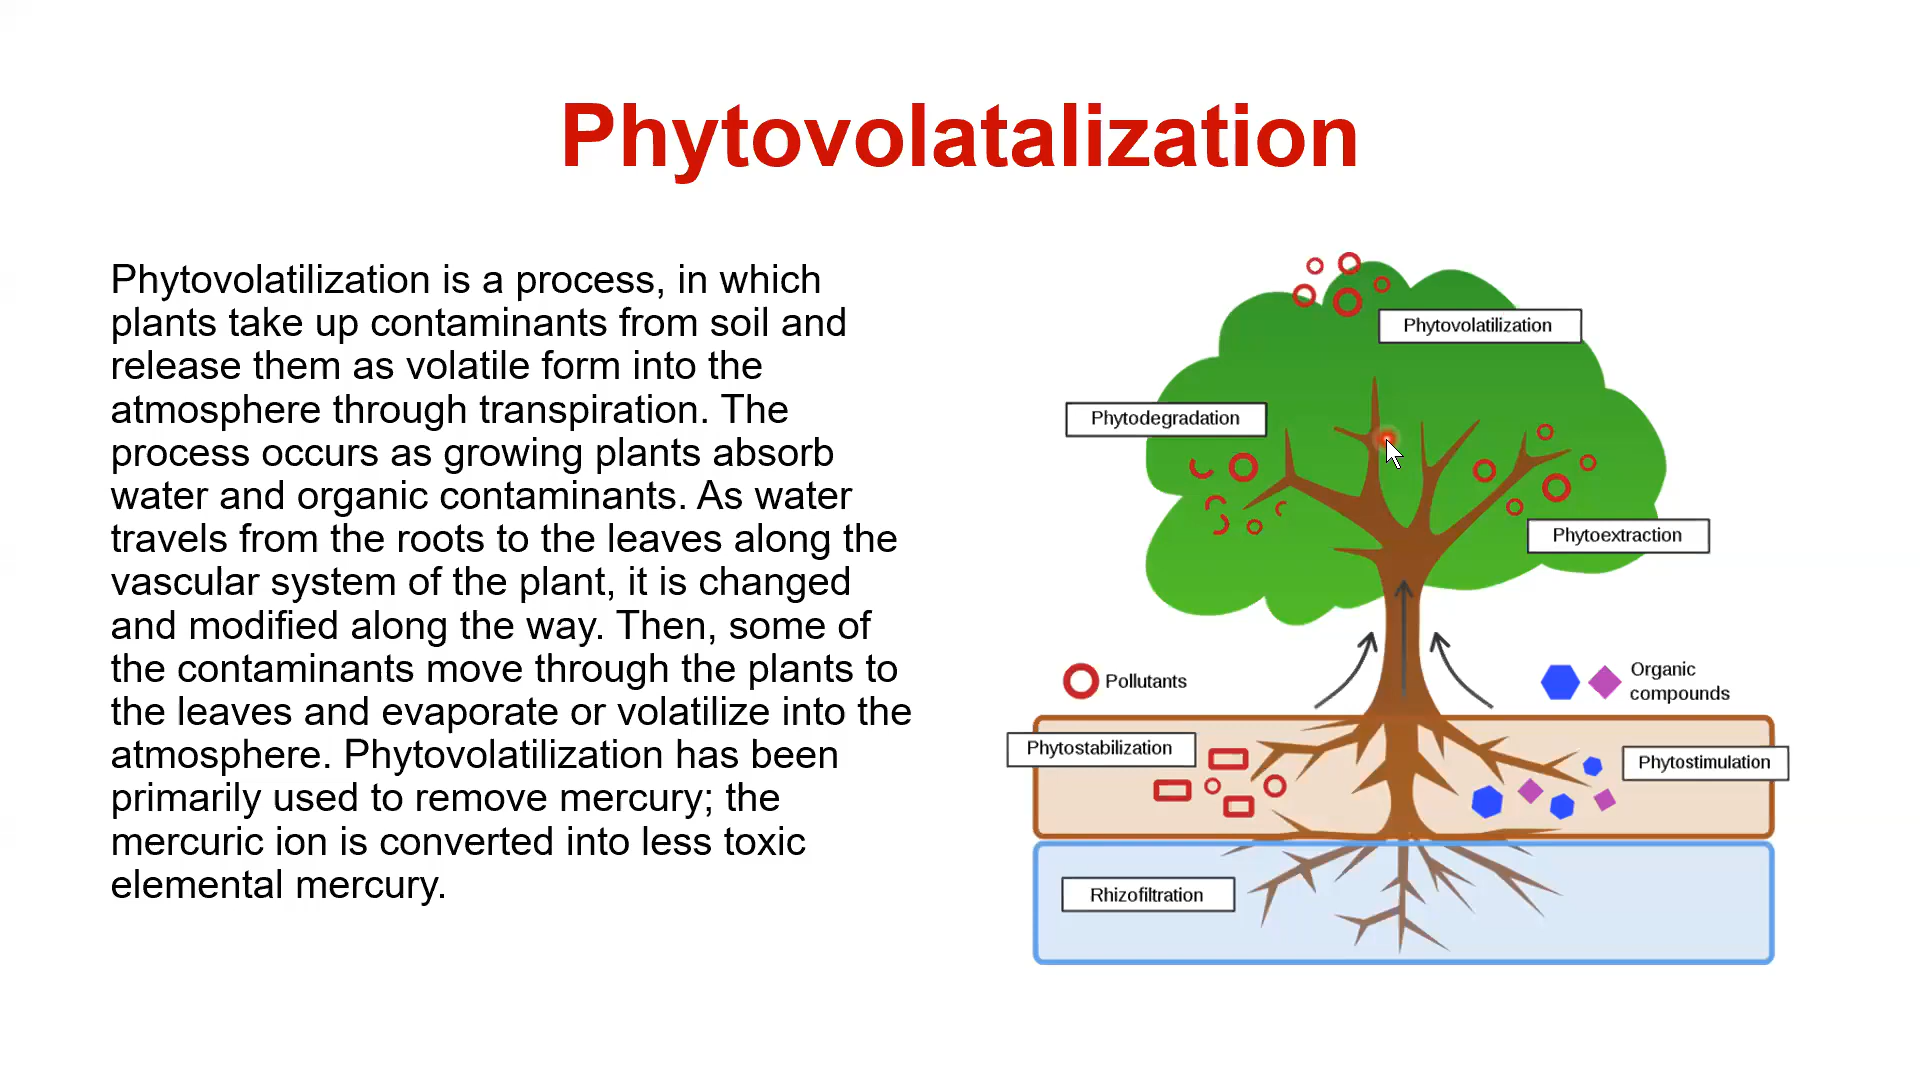 Phytovolatalization
Phytovolatilization is a process, in which
plants take up contaminants from soil and
release them as volatile form into the
atmosphere through transpiration. The
process occurs as growing plants absorb
water and organic contaminants. As water
travels from the roots to the leaves along the
vascular system of the plant, it is changed
and modified along the way. Then, some of
the contaminants move through the plants to
the leaves and evaporate or volatilize into the
atmosphere. Phytovolatilization has been
primarily used to remove mercury; the
mercuric ion is converted into less toxic
elemental mercury.
Phytovolatilization
Phytodegradation
Phytoextraction
Pollutants
Organic
compounds
Phytostabilization
Phytostimulation
Rhizofiltration